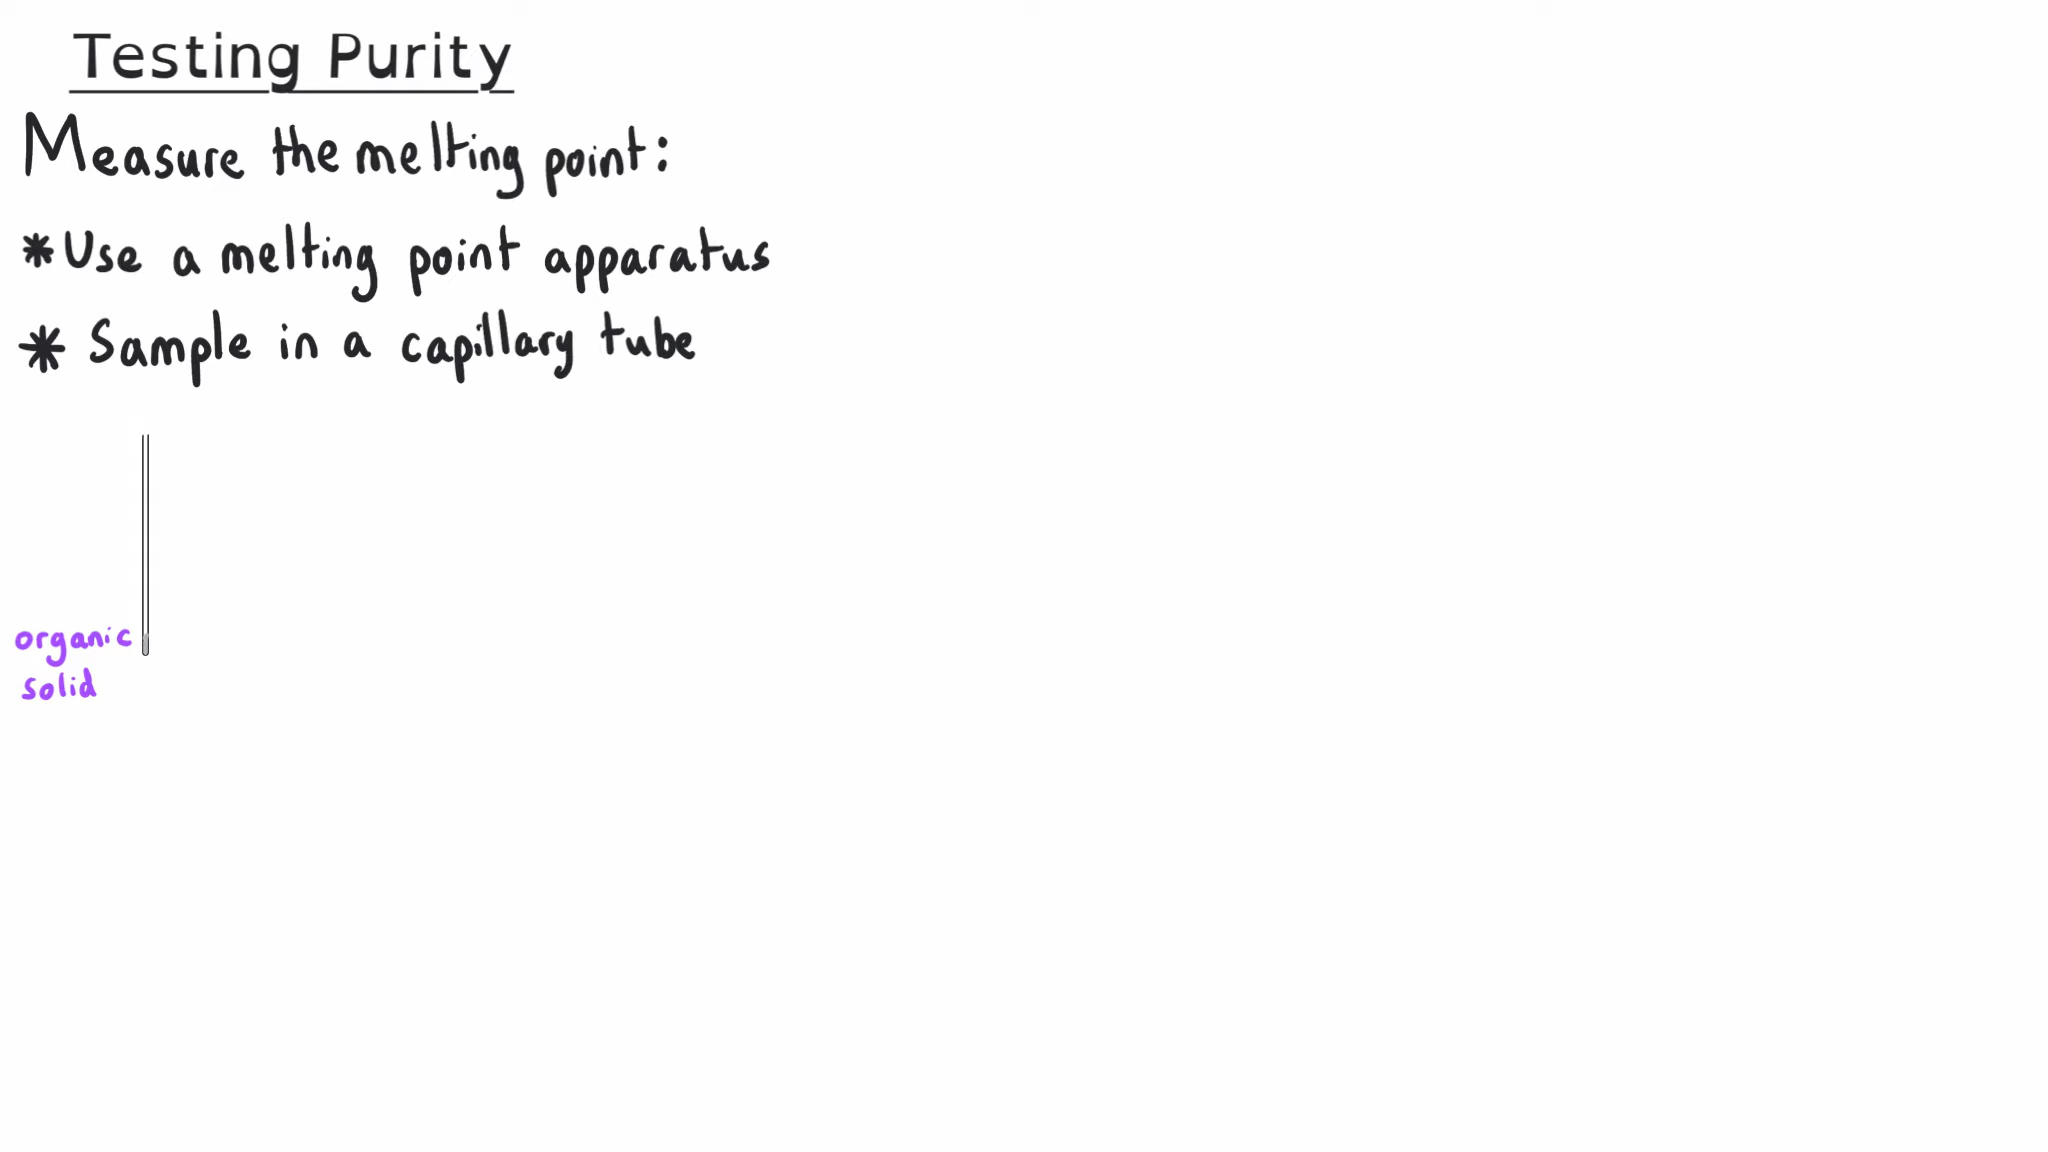 Testing Purity
Measure the melting point:
*Use a melting point apparatus
* Sample in a capillary tube
organic
solid